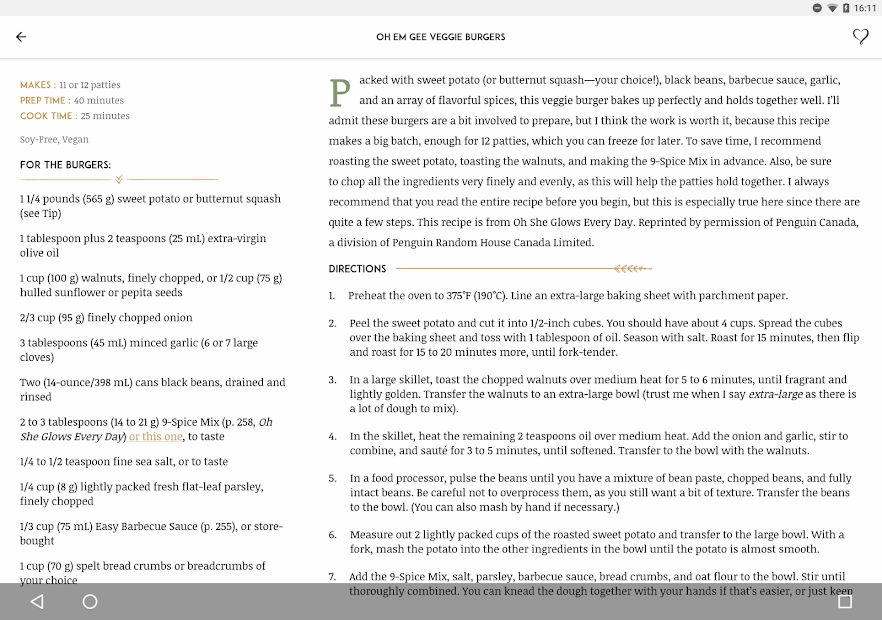 16:11
OH EM GEE VEGGIE BURGERS
MAKES : 11 or 12 patties
PREP TIME : 40 minutes
COOK TIME : 25 minutes
Soy-Free, Vegan
FOR THE BURGERS:
1 1/4 pounds (565 g) sweet potato or butternut squash
(see Tip)
1 tablespoon plus 2 teaspoons (25 mL) extra-virgin
olive oil
1 cup (100 g) walnuts, finely chopped, or 1/2 cup (75 g)
hulled sunflower or pepita seeds
2/3 cup (95 g) finely chopped onion
3 tablespoons (45 mL) minced garlic (6 or 7 large
cloves)
Two (14-ounce/398 mL) cans black beans, drained and
rinsed
2 to 3 tablespoons (14 to 21 g) 9-Spice Mix (p. 258, Oh
She Glows Every Day) or this one, to taste
1/4 to 1/2 teaspoon fine sea salt, or to taste
1/4 cup (8 g) lightly packed fresh flat-leaf parsley,
finely chopped
1/3 cup (75 mL) Easy Barbecue Sauce (p. 255), or store-
bought
1 cup (70 g) spelt bread crumbs or breadcrumbs of
your choice
Packed with sweet potato (or butternut squash—your choice!), black beans, barbecue sauce, garlic,
and an array of flavorful spices, this veggie burger bakes up perfectly and holds together well. I'll
admit these burgers are a bit involved to prepare, but I think the work is worth it, because this recipe
makes a big batch, enough for 12 patties, which you can freeze for later. To save time, I recommend
roasting the sweet potato, toasting the walnuts, and making the 9-Spice Mix in advance. Also, be sure
to chop all the ingredients very finely and evenly, as this will help the patties hold together. I always
recommend that you read the entire recipe before you begin, but this is especially true here since there are
quite a few steps. This recipe is from Oh She Glows Every Day. Reprinted by permission of Penguin Canada,
a division of Penguin Random House Canada Limited.
DIRECTIONS
1. Preheat the oven to 375°F (190°C). Line an extra-large baking sheet with parchment paper.
2. Peel the sweet potato and cut it into 1/2-inch cubes. You should have about 4 cups. Spread the cubes
over the baking sheet and toss with 1 tablespoon of oil. Season with salt. Roast for 15 minutes, then flip
and roast for 15 to 20 minutes more, until fork-tender.
3. In a large skillet, toast the chopped walnuts over medium heat for 5 to 6 minutes, until fragrant and
lightly golden. Transfer the walnuts to an extra-large bowl (trust me when I say extra-large as there is
a lot of dough to mix).
4. In the skillet, heat the remaining 2 teaspoons oil over medium heat. Add the onion and garlic, stir to
combine, and sauté for 3 to 5 minutes, until softened. Transfer to the bowl with the walnuts.
5. In a food processor, pulse the beans until you have a mixture of bean paste, chopped beans, and fully
intact beans. Be careful not to overprocess them, as you still want a bit of texture. Transfer the beans
to the bowl. (You can also mash by hand if necessary.)
6. Measure out 2 lightly packed cups of the roasted sweet potato and transfer to the large bowl. With a
fork, mash the potato into the other ingredients in the bowl until the potato is almost smooth.
7. Add the 9-Spice Mix, salt, parsley, barbecue sauce, bread crumbs, and oat flour to the bowl. Stir until
thoroughly combined. You can knead the dough together with your hands if that's easier, or just keep